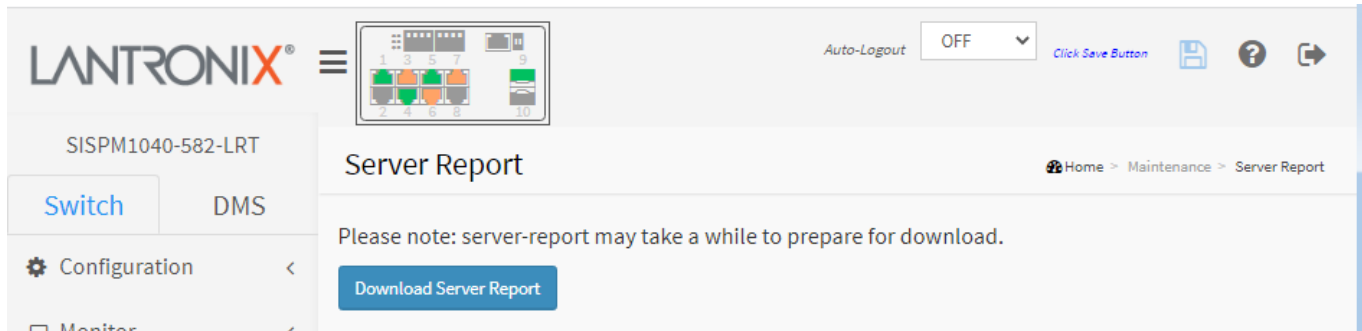 LANTRONIX®
1 3 5 7 9
2 4 6 8 10
Auto-Logout OFF Click Save Button
SISPM1040-582-LRT
Switch DMS
Configuration
Monitor
Server Report
Home > Maintenance > Server Report
Please note: server-report may take a while to prepare for download.
Download Server Report